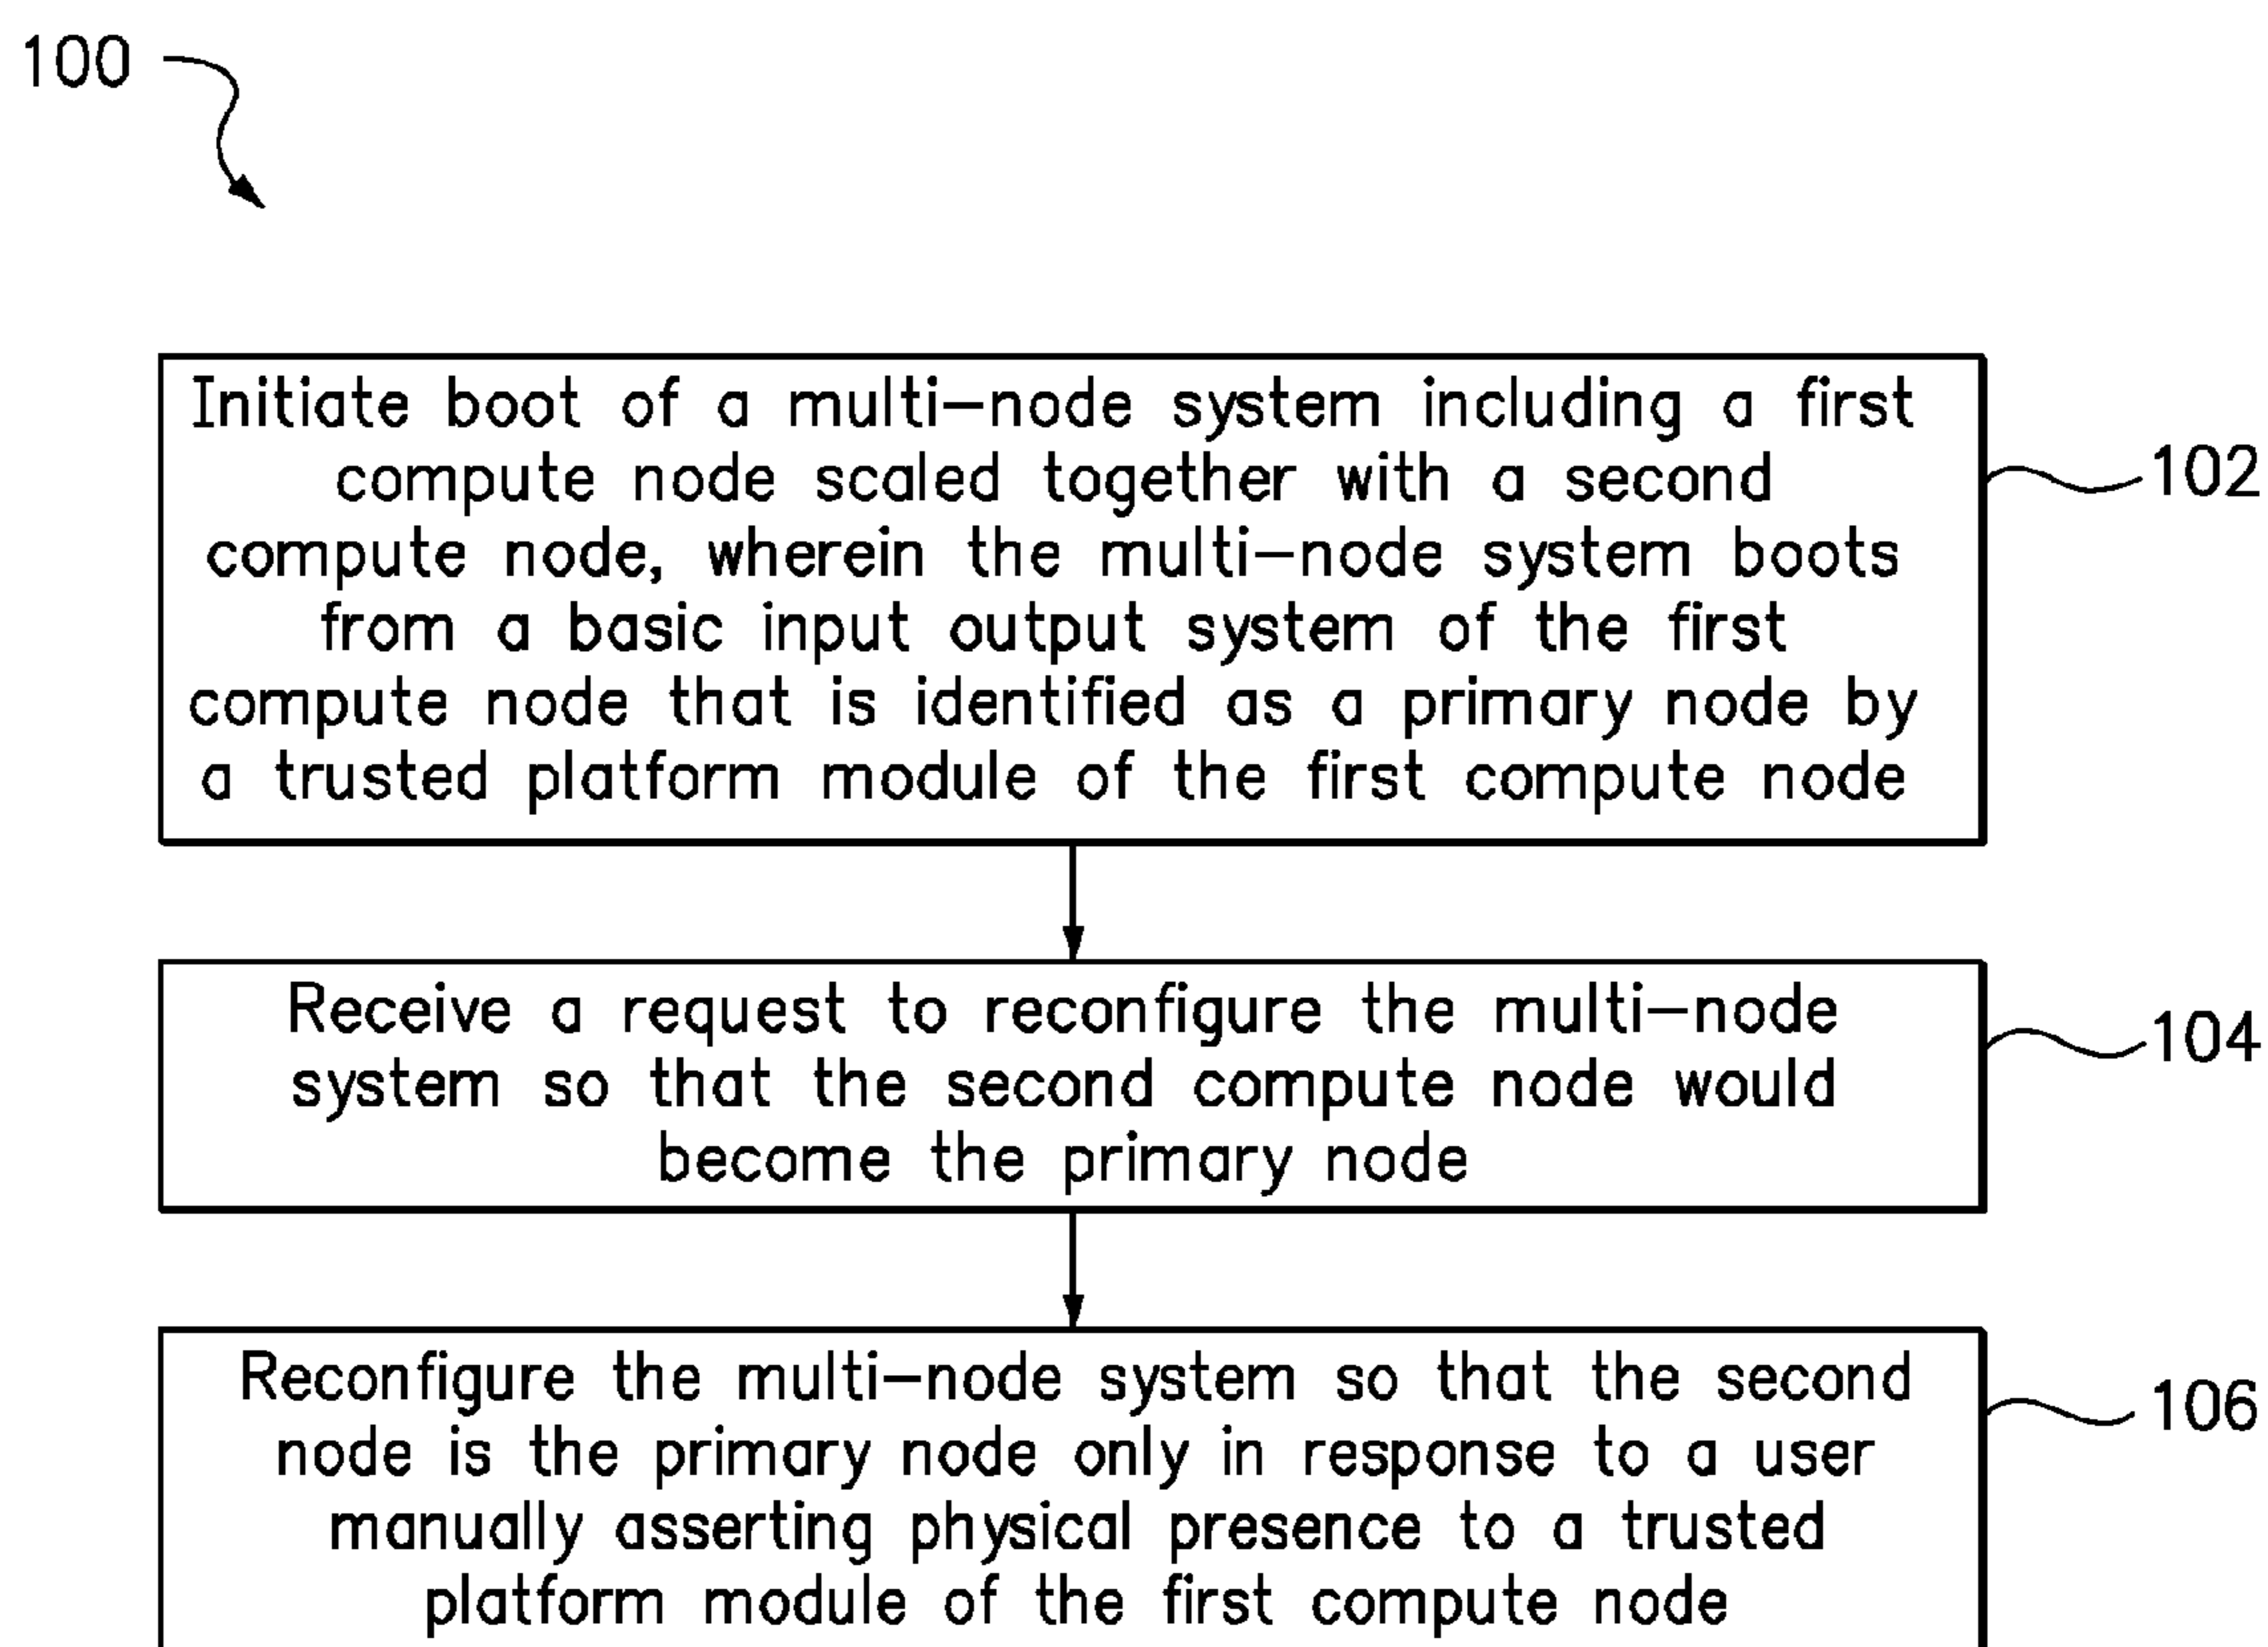 100
Initiate boot of a multi–node system including a first
compute node scaled together with a second
compute node, wherein the multi–node system boots
from a basic input output system of the first
compute node that is identified as a primary node by
a trusted platform module of the first compute node
102
Receive a request to reconfigure the multi–node
system so that the second compute node would
become the primary node
104
Reconfigure the multi–node system so that the second
node is the primary node only in response to a user
manually asserting physical presence to a trusted
platform module of the first compute node
106